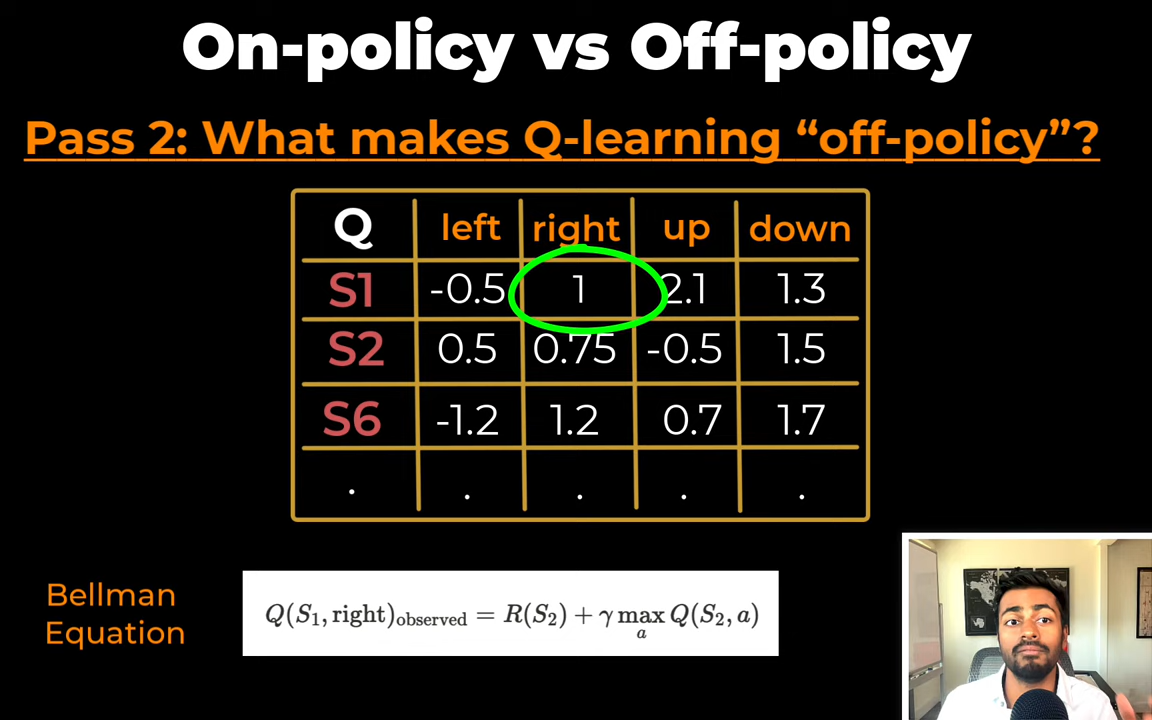 On-policy vs Off-policy
Pass 2: What makes Q-learning “off-policy”?
Q left right up down
S1 -0.5 1 2.1 1.3
S2 0.5 0.75 -0.5 1.5
S6 -1.2 1.2 0.7 1.7
. . . . .
Bellman
Equation
Q(S₁, right)observed = R(S₂) + γ max Q(S₂, a)
a